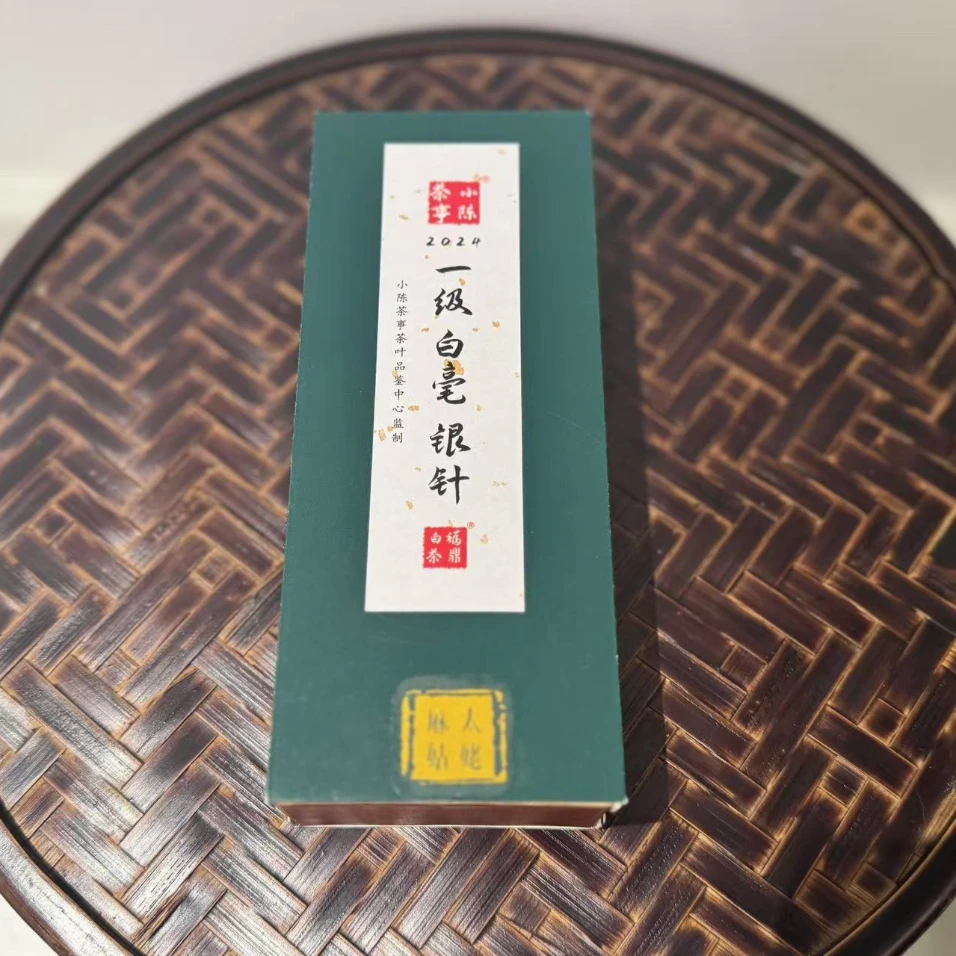 小陈茶事
2024
一级白毫银针
小陈茶事茶叶品鉴中心监制
福鼎白茶®
太姥麻姑